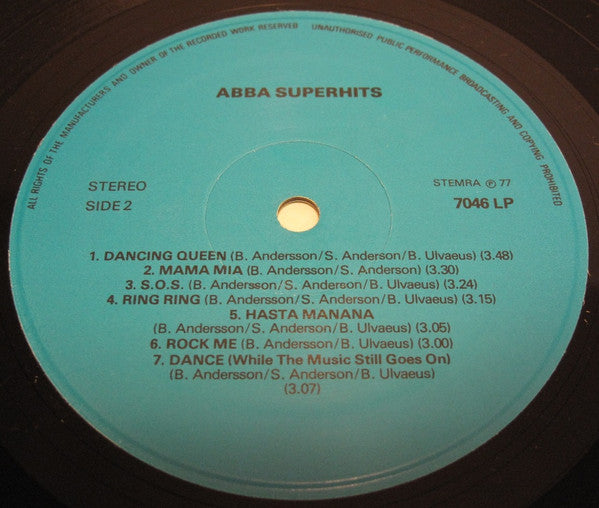 ALL RIGHTS OF THE MANUFACTURERS AND OWNER OF THE RECORDED WORK RESERVED UNAUTHORISED PUBLIC PERFORMANCE BROADCASTING AND COPYING PROHIBITED
ABBA SUPERHITS
STEREO STEMRA ℗ 77
SIDE 2 7046 LP
1. DANCING QUEEN (B. Andersson/S. Anderson/B. Ulvaeus) (3.48)
2. MAMA MIA (B. Andersson/S. Anderson) (3.30)
3. S.O.S. (B. Andersson/S. Anderson/B. Ulvaeus) (3.24)
4. RING RING (B. Andersson/S. Anderson/B. Ulvaeus) (3.15)
5. HASTA MANANA
(B. Andersson/S. Anderson/B. Ulvaeus) (3.05)
6. ROCK ME (B. Andersson/B. Ulvaeus) (3.00)
7. DANCE (While The Music Still Goes On)
(B. Andersson/S. Anderson/B. Ulvaeus)
(3.07)